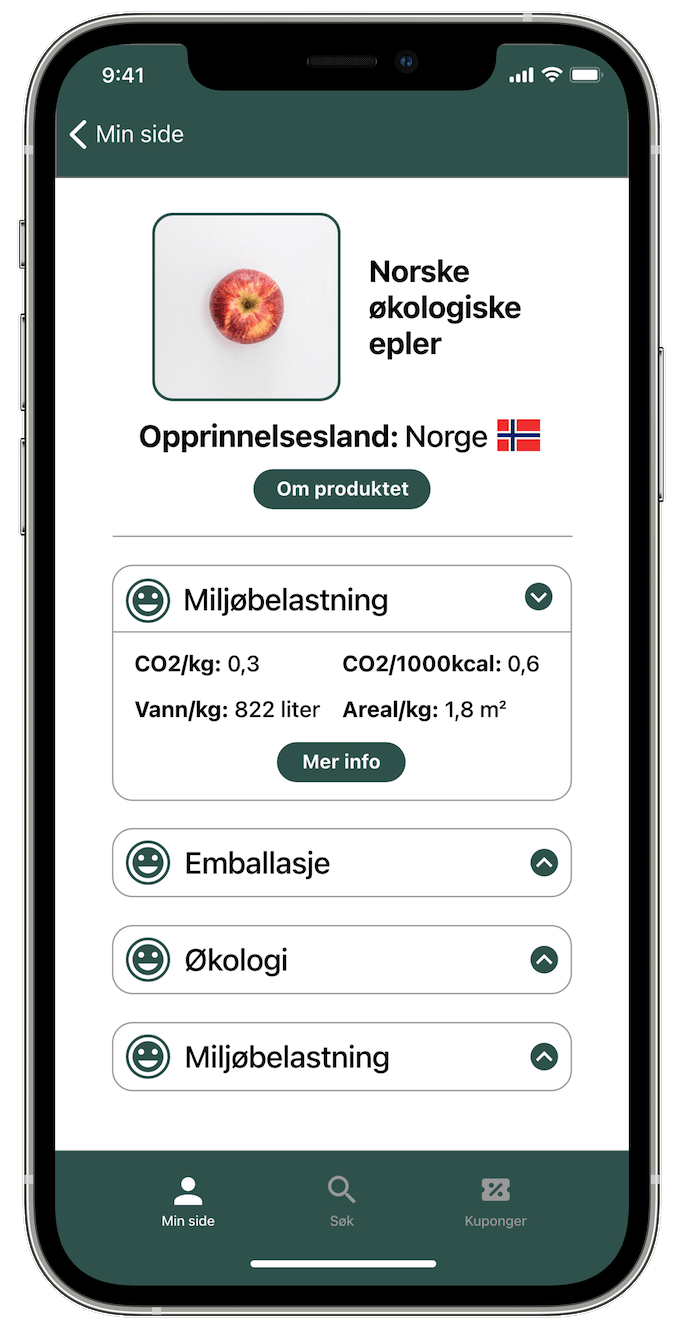 9:41
Min side
Norske
økologiske
epler
Opprinnelsesland: Norge
Om produktet
Miljøbelastning
CO2/kg: 0,3 CO2/1000kcal: 0,6
Vann/kg: 822 liter Areal/kg: 1,8 m²
Mer info
Emballasje
Økologi
Miljøbelastning
Min side Søk Kuponger